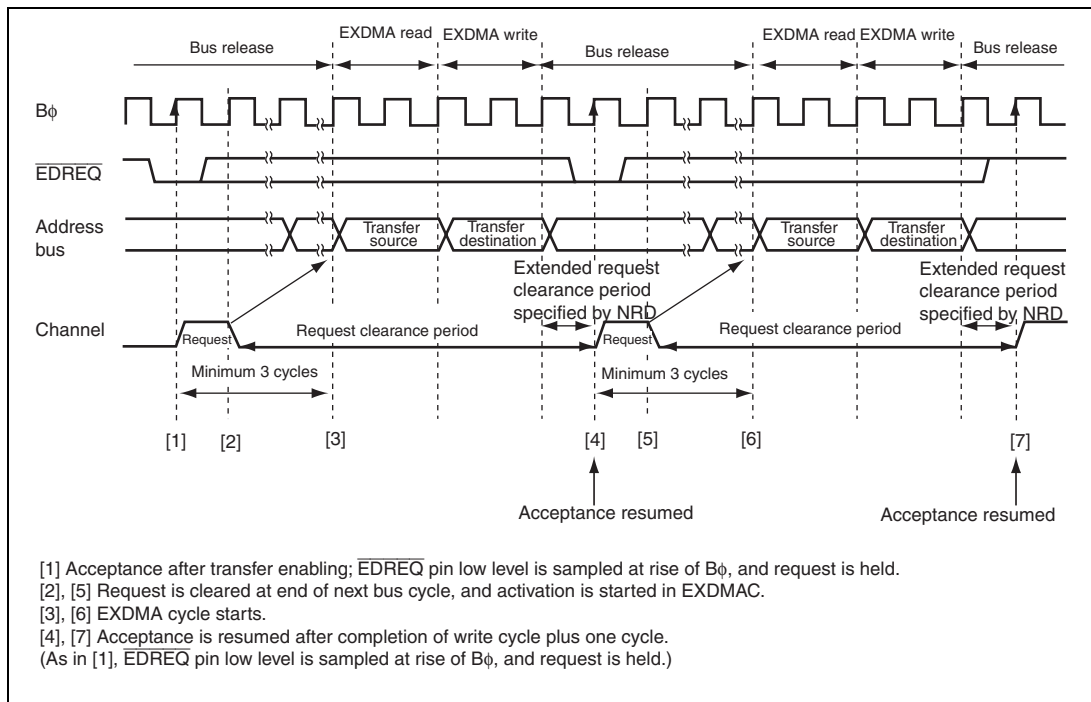 EXDMA read EXDMA write EXDMA read EXDMA write
Bus release Bus release Bus release
Bϕ
EDREQ
Address bus
Transfer source
Transfer destination
Transfer source
Transfer destination
Extended request
clearance period
specified by NRD
Extended request
clearance period
specified by NRD
Channel
Request
Request clearance period
Request
Request clearance period
Minimum 3 cycles
Minimum 3 cycles
[1] [2] [3] [4] [5] [6] [7]
Acceptance resumed Acceptance resumed
[1] Acceptance after transfer enabling; EDREQ pin low level is sampled at rise of Bϕ, and request is held.
[2], [5] Request is cleared at end of next bus cycle, and activation is started in EXDMAC.
[3], [6] EXDMA cycle starts.
[4], [7] Acceptance is resumed after completion of write cycle plus one cycle.
(As in [1], EDREQ pin low level is sampled at rise of Bϕ, and request is held.)